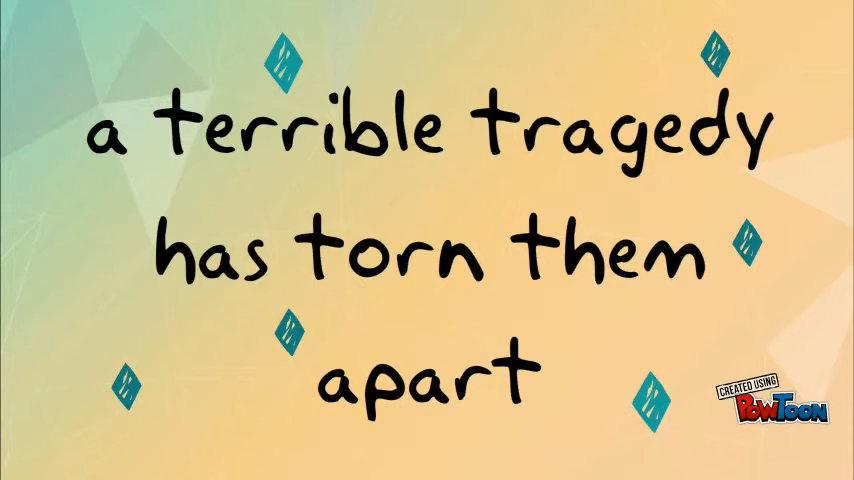 a terrible tragedy
has torn them
apart
CREATED USING
POWTOON